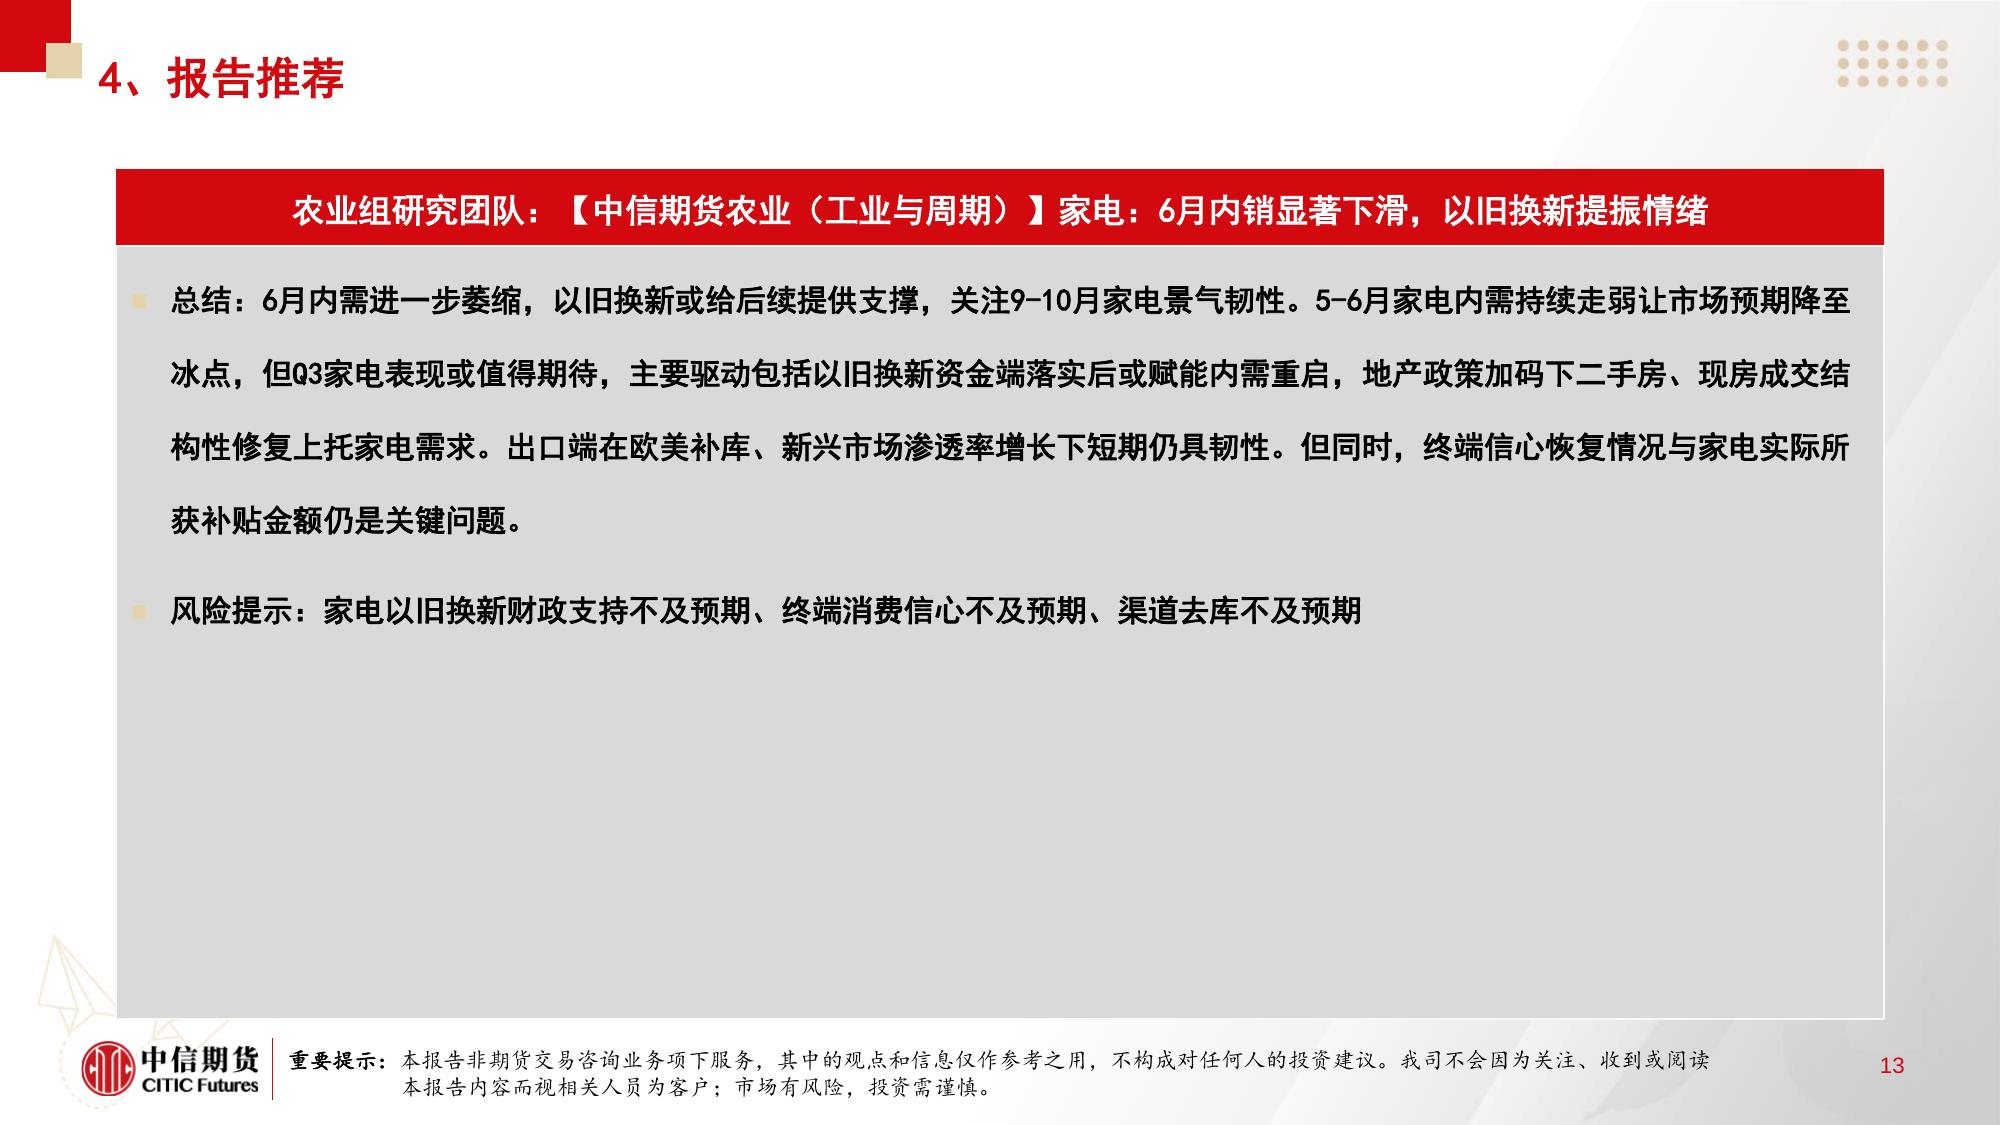 4、报告推荐
农业组研究团队：【中信期货农业（工业与周期）】家电：6月内销显著下滑，以旧换新提振情绪
总结：6月内需进一步萎缩，以旧换新或给后续提供支撑，关注9-10月家电景气韧性。5-6月家电内需持续走弱让市场预期降至
冰点，但Q3家电表现或值得期待，主要驱动包括以旧换新资金端落实后或赋能内需重启，地产政策加码下二手房、现房成交结
构性修复上托家电需求。出口端在欧美补库、新兴市场渗透率增长下短期仍具韧性。但同时，终端信心恢复情况与家电实际所
获补贴金额仍是关键问题。
风险提示：家电以旧换新财政支持不及预期、终端消费信心不及预期、渠道去库不及预期
中信期货
CITIC Futures
重要提示：本报告非期货交易咨询业务项下服务，其中的观点和信息仅作参考之用，不构成对任何人的投资建议。我司不会因为关注、收到或阅读
本报告内容而视相关人员为客户；市场有风险，投资需谨慎。
13